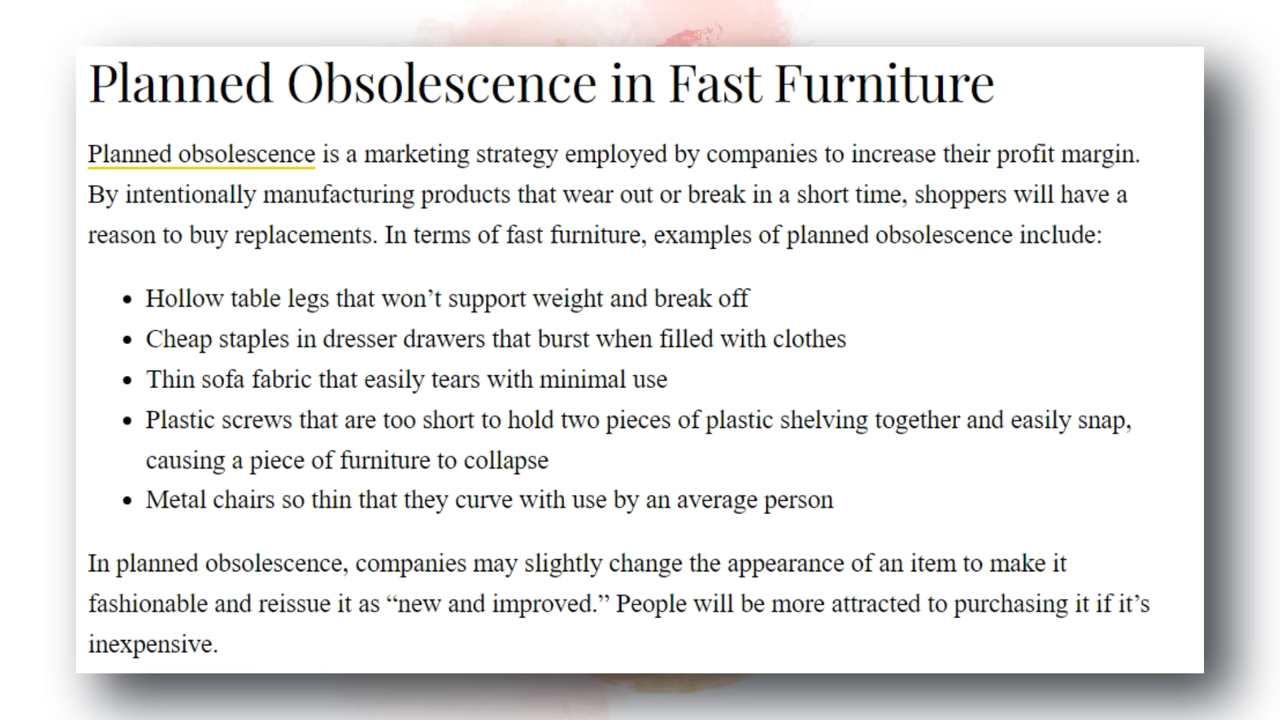 Planned Obsolescence in Fast Furniture
Planned obsolescence is a marketing strategy employed by companies to increase their profit margin.
By intentionally manufacturing products that wear out or break in a short time, shoppers will have a
reason to buy replacements. In terms of fast furniture, examples of planned obsolescence include:
• Hollow table legs that won’t support weight and break off
• Cheap staples in dresser drawers that burst when filled with clothes
• Thin sofa fabric that easily tears with minimal use
• Plastic screws that are too short to hold two pieces of plastic shelving together and easily snap,
causing a piece of furniture to collapse
• Metal chairs so thin that they curve with use by an average person
In planned obsolescence, companies may slightly change the appearance of an item to make it
fashionable and reissue it as “new and improved.” People will be more attracted to purchasing it if it’s
inexpensive.